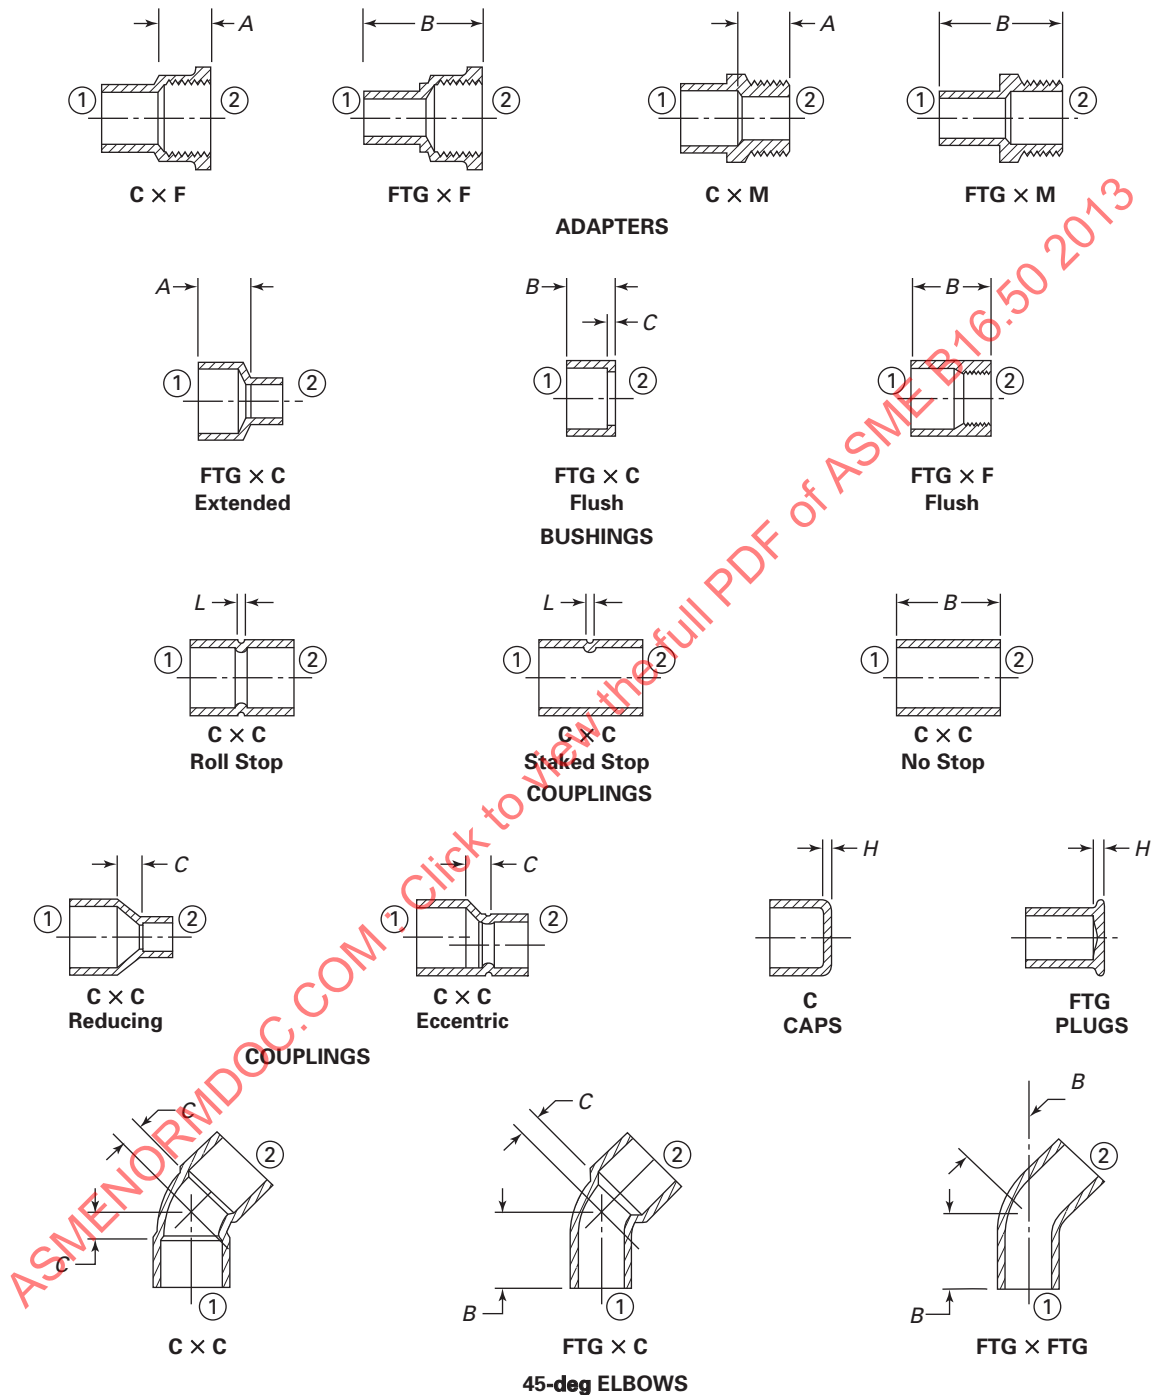 A B A B
① ② ① ② ① ② ① ②
C × F FTG × F C × M FTG × M
ADAPTERS
A B B
C
① ② ① ② ① ②
FTG × C FTG × C FTG × F
Extended Flush Flush
BUSHINGS
L L B
① ② ① ② ① ②
C × C C × C C × C
Roll Stop Staked Stop No Stop
COUPLINGS
C C H H
① ② ① ②
C × C C × C C FTG
Reducing Eccentric CAPS PLUGS
COUPLINGS
C C B
② ② ②
C B B
① ① ①
C × C FTG × C FTG × FTG
45-deg ELBOWS
ASMENORMDOC.COM : Click to view the full PDF of ASME B16.50 2013